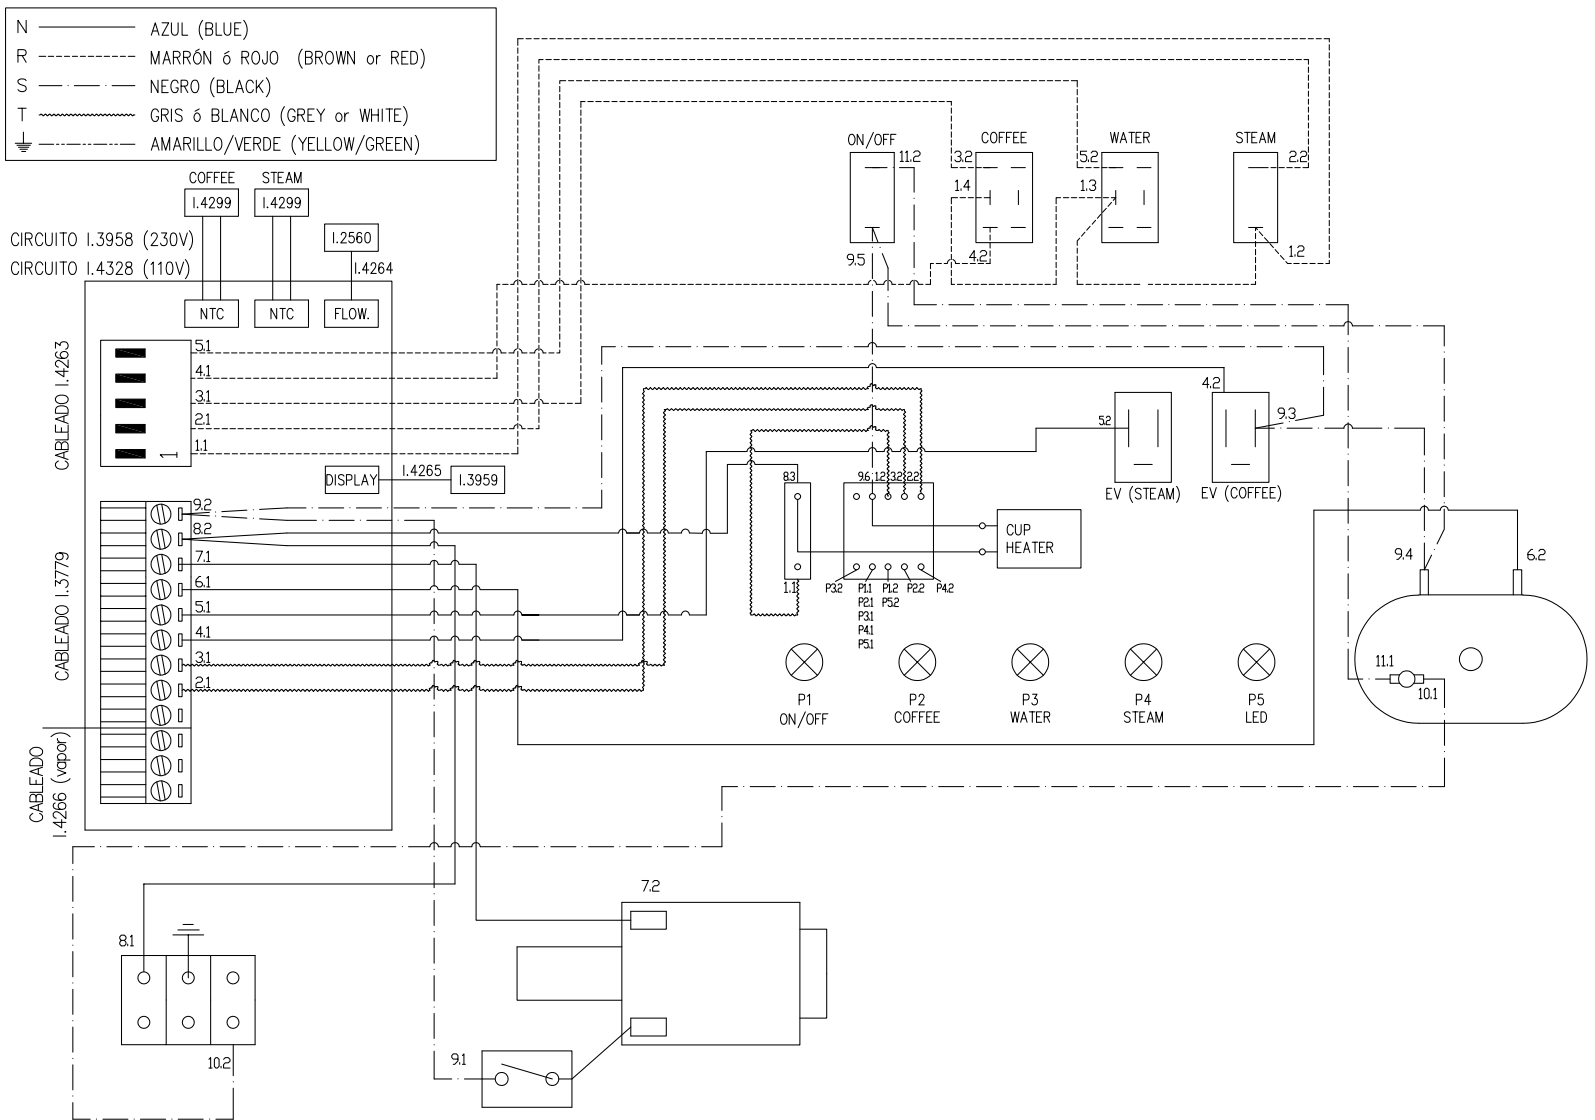 N AZUL (BLUE)
R MARRÓN ó ROJO (BROWN or RED)
S NEGRO (BLACK)
T GRIS ó BLANCO (GREY or WHITE)
AMARILLO/VERDE (YELLOW/GREEN)
COFFEE STEAM
I.4299 I.4299
CIRCUITO I.3958 (230V)
CIRCUITO I.4328 (110V)
I.2560
I.4264
NTC NTC FLOW.
ON/OFF COFFEE WATER STEAM
11.2 3.2 5.2 2.2
1.4 1.3
9.5 4.2 1.2
CABLEADO I.4263
5.1
4.1
3.1
2.1
1.1
1
DISPLAY I.4265 I.3959
4.2
9.3
5.2
EV (STEAM) EV (COFFEE)
8.3 9.6 1.2 3.2 2.2
CUP
HEATER
1.1
P3.2 P1.1 P1.2 P2.2 P4.2
P2.1 P5.2
P3.1
P4.1
P5.1
9.4 6.2
CABLEADO I.3779
9.2
8.2
7.1
6.1
5.1
4.1
3.1
2.1
CABLEADO
I.4266 (vapor)
P1
ON/OFF
P2
COFFEE
P3
WATER
P4
STEAM
P5
LED
11.1
10.1
7.2
8.1
10.2
9.1